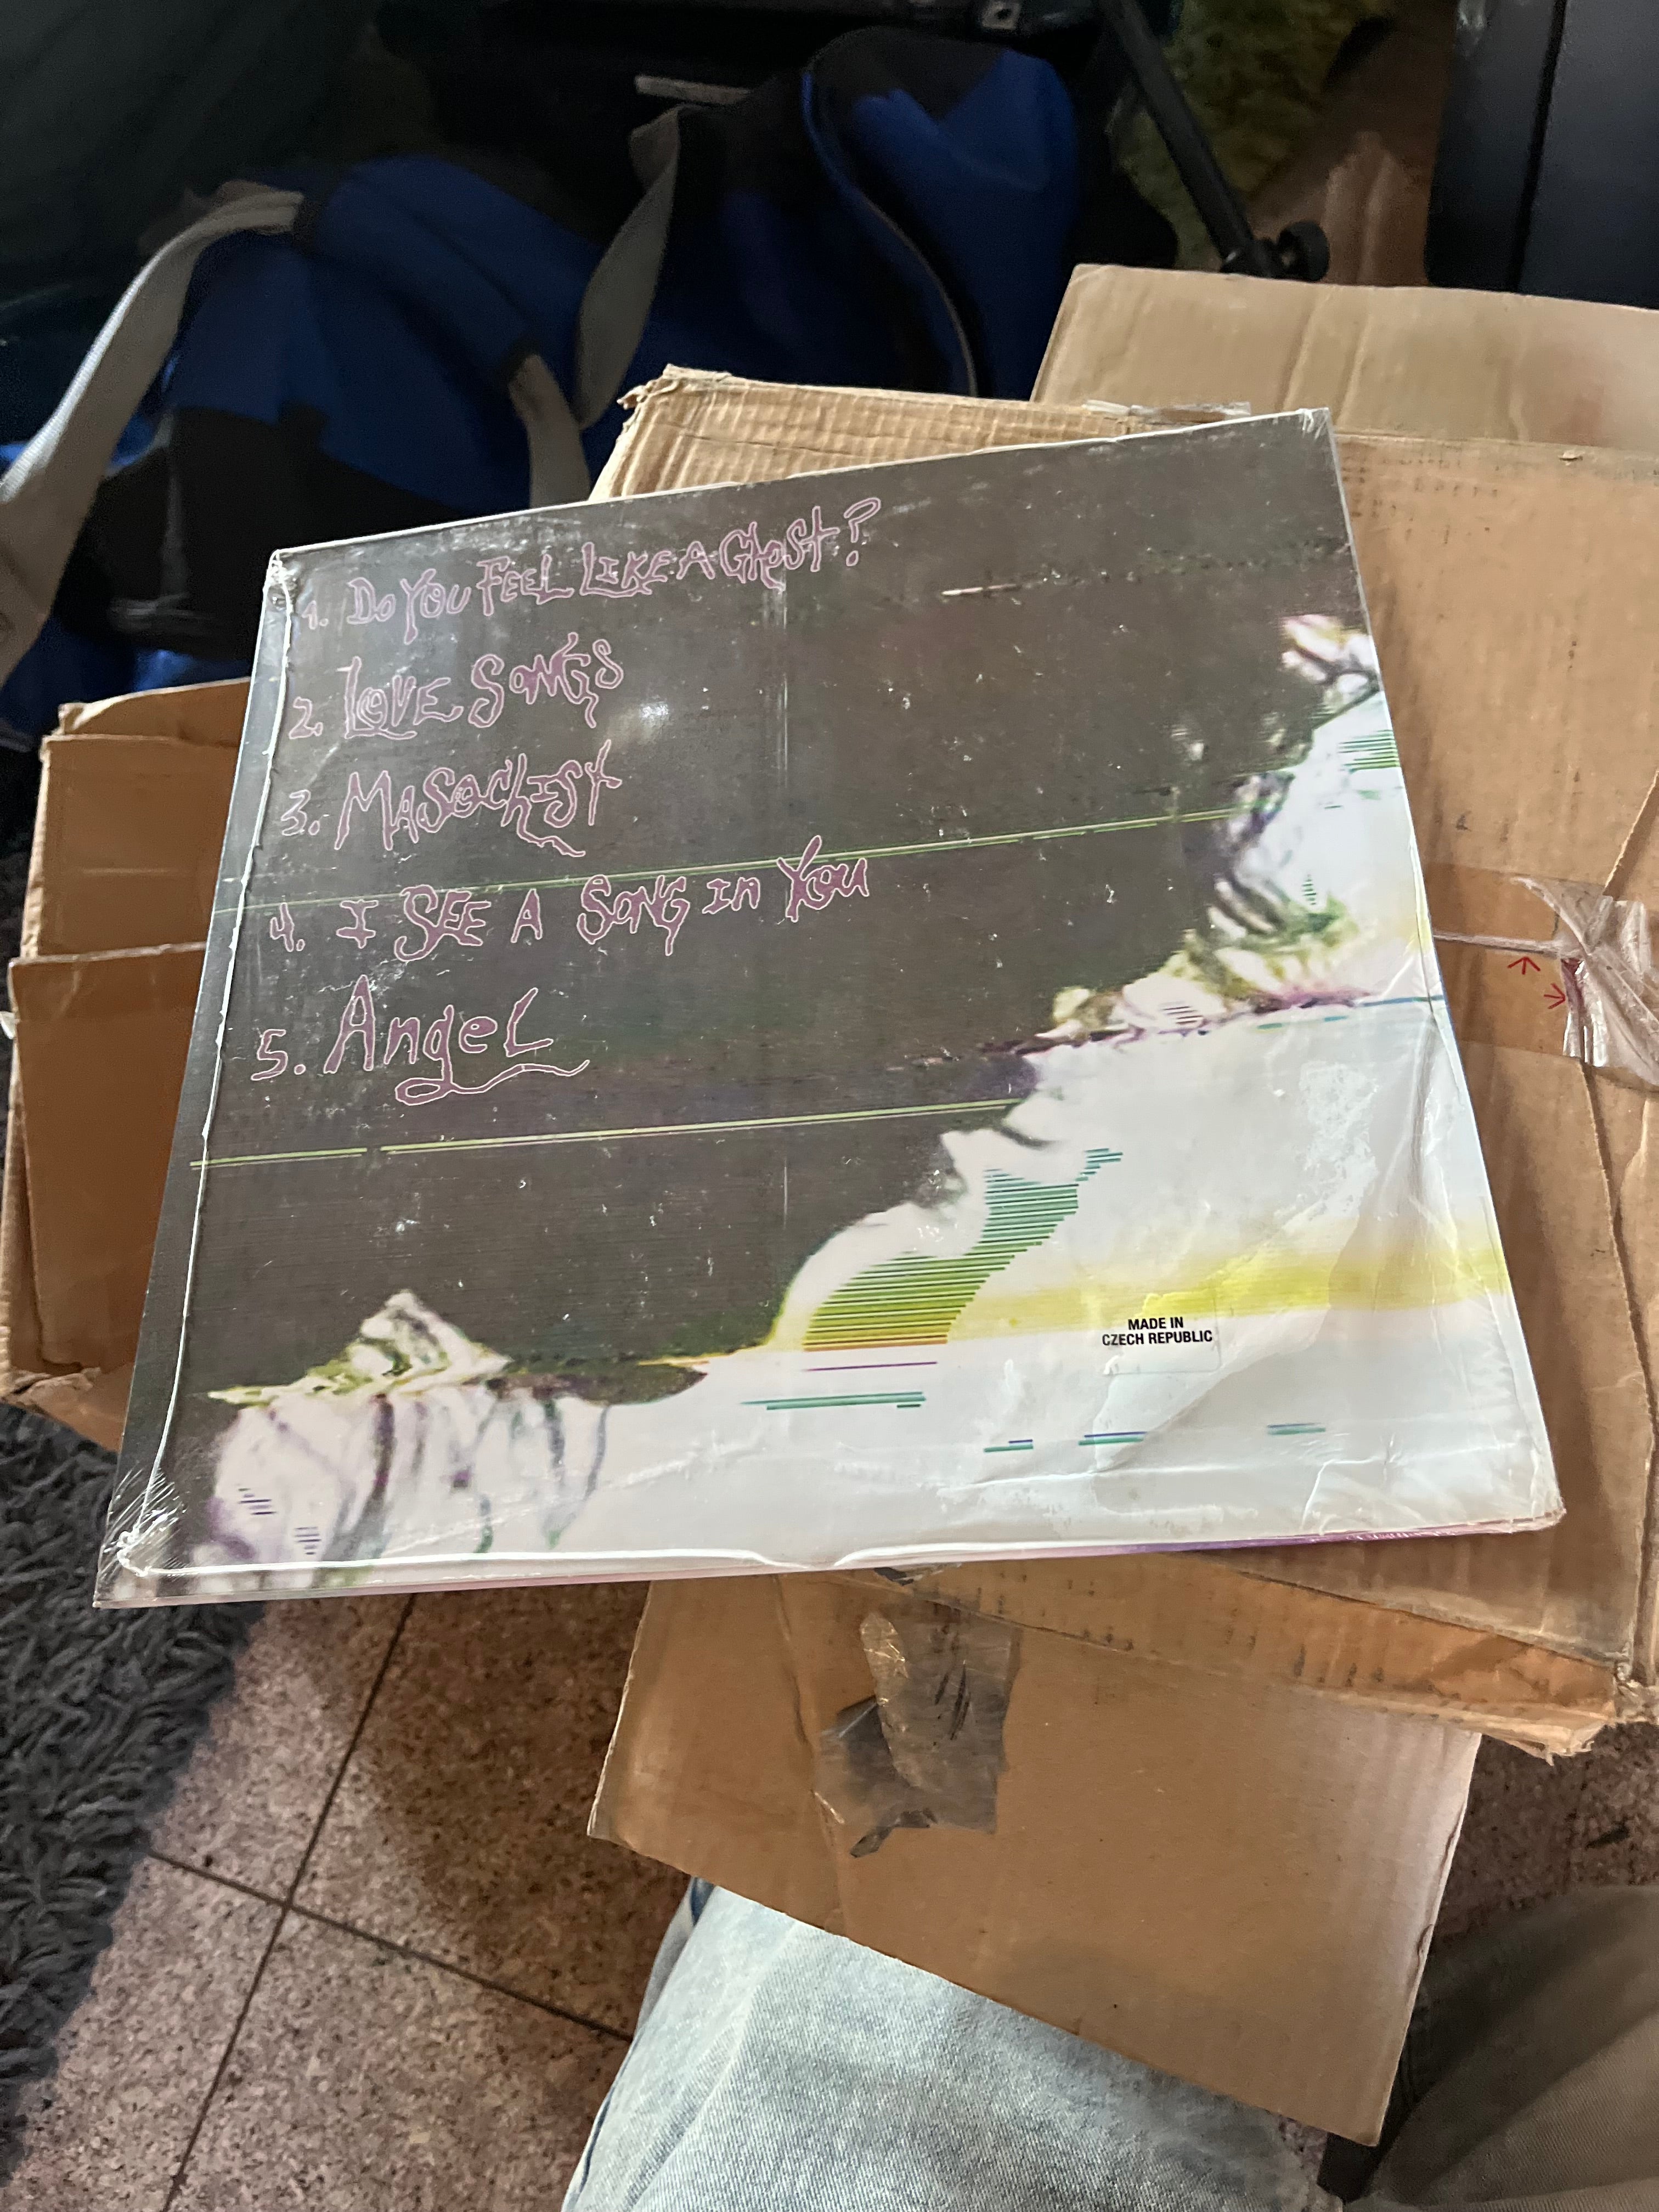 1. Do You FEEL LIKE A GHoSt?
2. LOVE SONGS
3. MASOCHIST
4. I SEE A SONG In YOU
5. AngeL
MADE IN
CZECH REPUBLIC